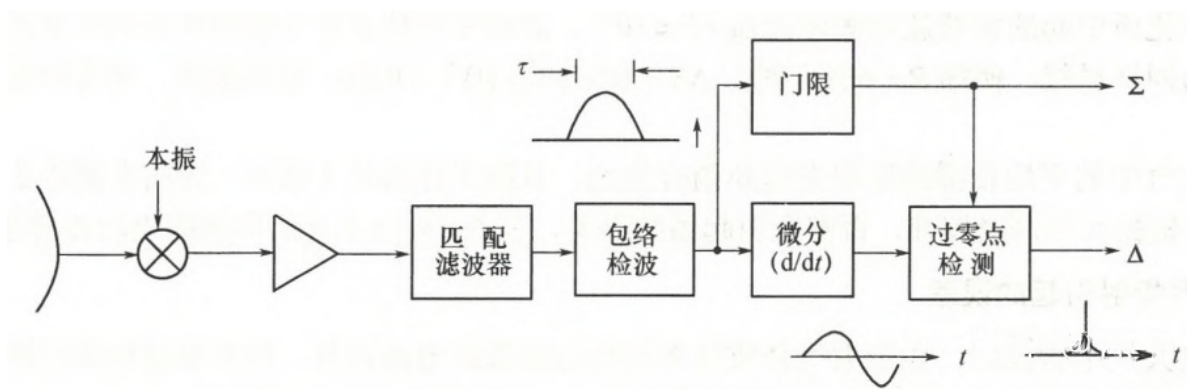 τ
门限
Σ
本振
匹 配
滤波器
包络
检波
微分
(d/dt)
过零点
检 测
Δ
t
t